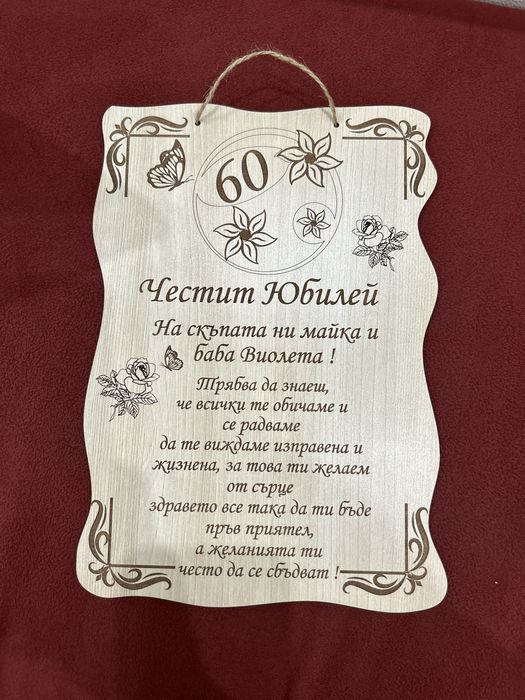 60
Честит Юбилей
На скъпата ни майка и
баба Виолета !
Трябва да знаеш,
че всички те обичаме и
се радваме
да те виждаме изправена и
жизнена, за това ти желаем
от сърце
здравето все така да ти бъде
пръв приятел,
а желанията ти
често да се сбъдват !